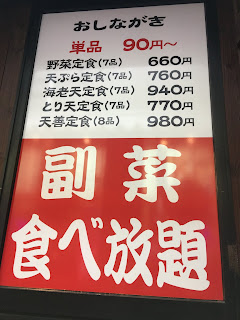 おしながき
単品 90円～
野菜定食(7品) 660円
天ぷら定食(7品) 760円
海老天定食(7品) 940円
とり天定食(7品) 770円
天善定食(8品) 980円
副菜
食べ放題